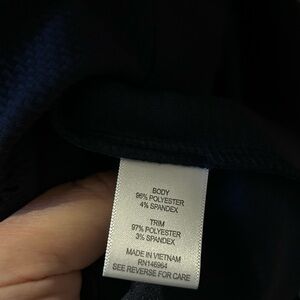 BODY
96% POLYESTER
4% SPANDEX
TRIM
97% POLYESTER
3% SPANDEX
MADE IN VIETNAM
RN146964
SEE REVERSE FOR CARE